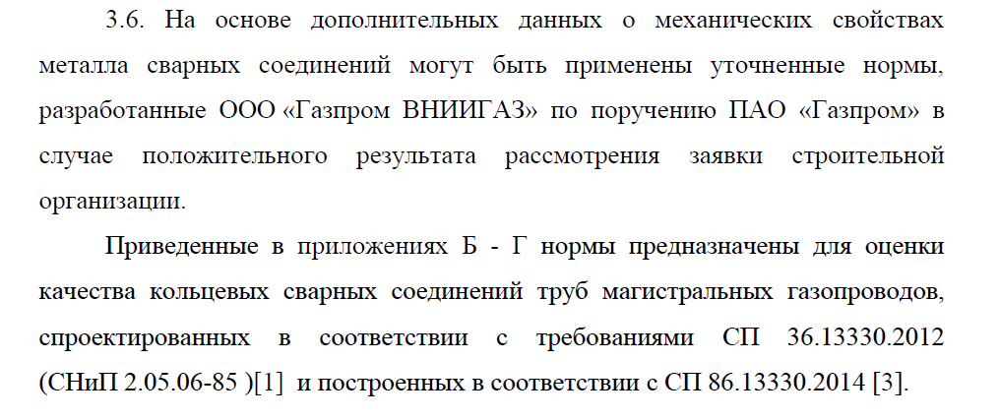 3.6. На основе дополнительных данных о механических свойствах
металла сварных соединений могут быть применены уточненные нормы,
разработанные ООО «Газпром ВНИИГАЗ» по поручению ПАО «Газпром» в
случае положительного результата рассмотрения заявки строительной
организации.
Приведенные в приложениях Б - Г нормы предназначены для оценки
качества кольцевых сварных соединений труб магистральных газопроводов,
спроектированных в соответствии с требованиями СП 36.13330.2012
(СНиП 2.05.06-85 )[1] и построенных в соответствии с СП 86.13330.2014 [3].